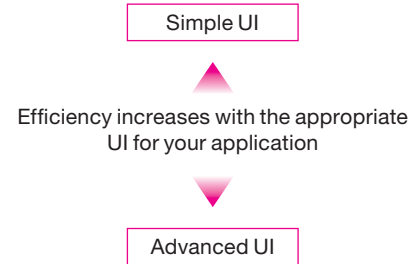 Simple UI
Efficiency increases with the appropriate
UI for your application
Advanced UI